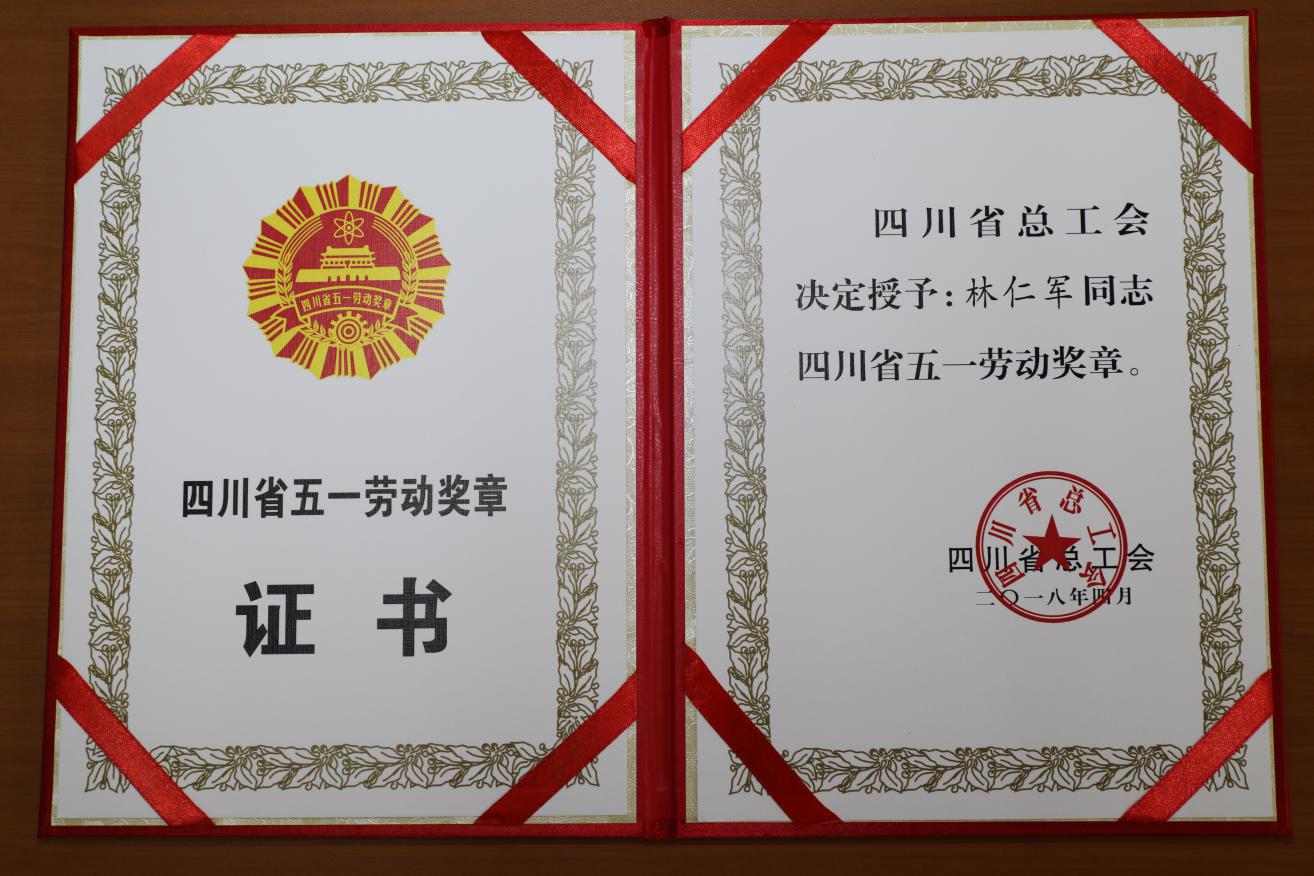 四川省五一劳动奖章
四川省五一劳动奖章
证书
四川省总工会
决定授予：林仁军同志
四川省五一劳动奖章。
四川省总工会
四川省总工会
二〇一八年四月